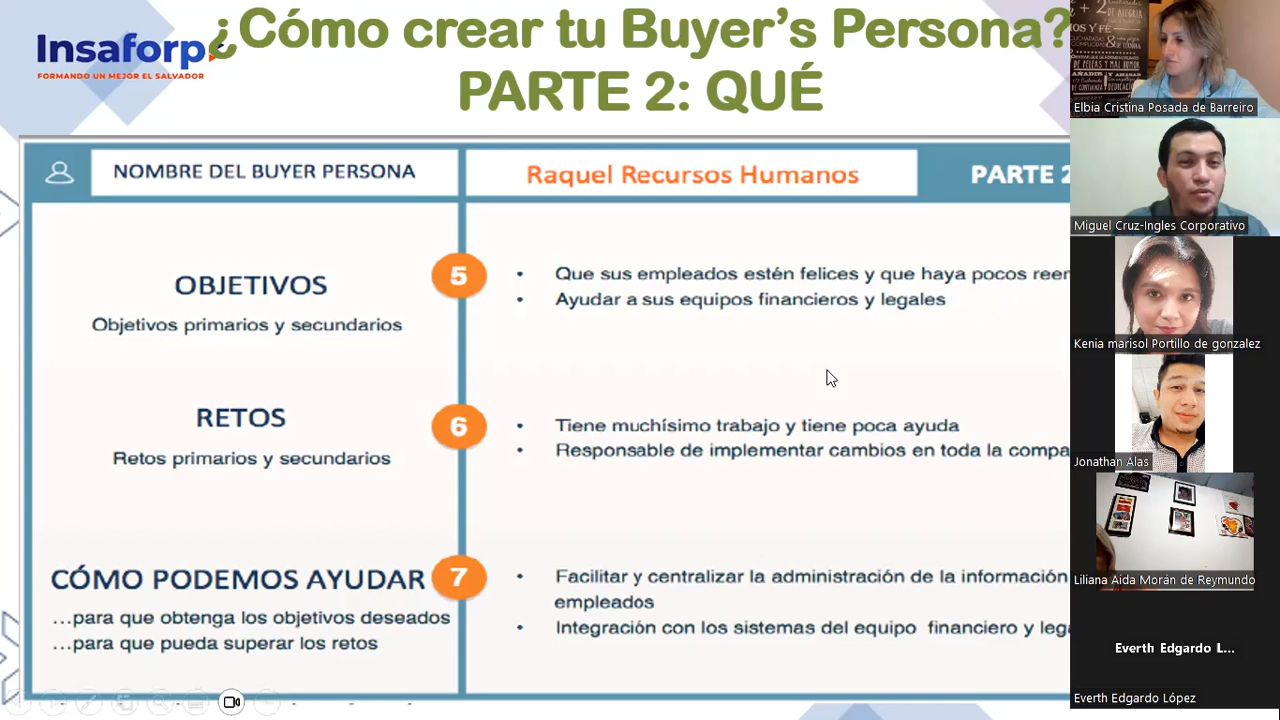 ¿Cómo crear tu Buyer's Persona?
PARTE 2: QUÉ
Insaforp
FORMANDO UN MEJOR EL SALVADOR
NOMBRE DEL BUYER PERSONA
Raquel Recursos Humanos
PARTE 2
OBJETIVOS
Objetivos primarios y secundarios
5
• Que sus empleados estén felices y que haya pocos reen
• Ayudar a sus equipos financieros y legales
RETOS
Retos primarios y secundarios
6
• Tiene muchísimo trabajo y tiene poca ayuda
• Responsable de implementar cambios en toda la compa
CÓMO PODEMOS AYUDAR
...para que obtenga los objetivos deseados
...para que pueda superar los retos
7
• Facilitar y centralizar la administración de la información
empleados
• Integración con los sistemas del equipo financiero y lega
2 + 2
DE ALEGRIA
Elbia Cristina Posada de Barreiro
Miguel Cruz-Ingles Corporativo
Kenia marisol Portillo de gonzalez
Jonathan Alas
Liliana Aída Morán de Reymundo
Everth Edgardo L...
Everth Edgardo López